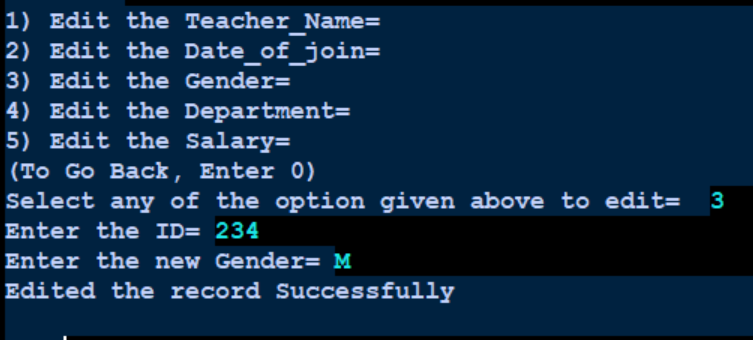 1) Edit the Teacher_Name=
2) Edit the Date_of_join=
3) Edit the Gender=
4) Edit the Department=
5) Edit the Salary=
(To Go Back, Enter 0)
Select any of the option given above to edit=  3
Enter the ID= 234
Enter the new Gender= M
Edited the record Successfully